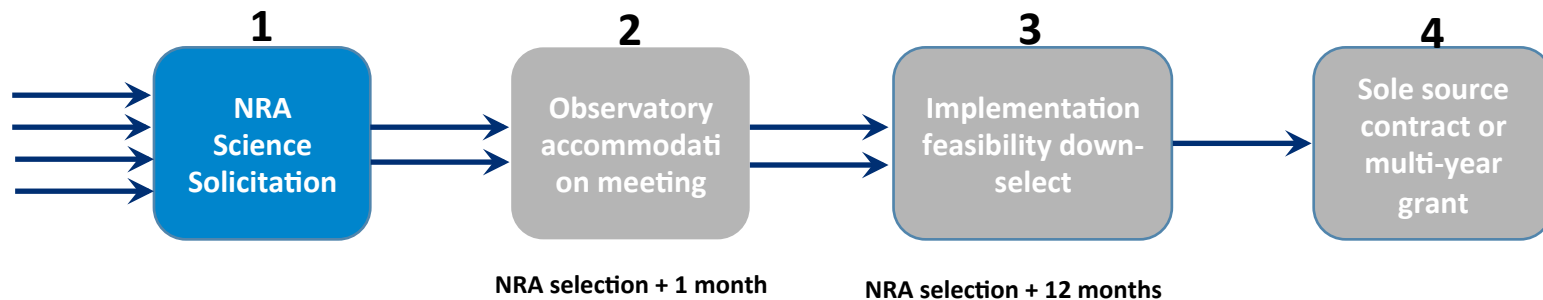 1
NRA
Science
Solicitation
2
Observatory
accommodati
on meeting
3
Implementation
feasibility down-
select
4
Sole source
contract or
multi-year
grant
NRA selection + 1 month
NRA selection + 12 months